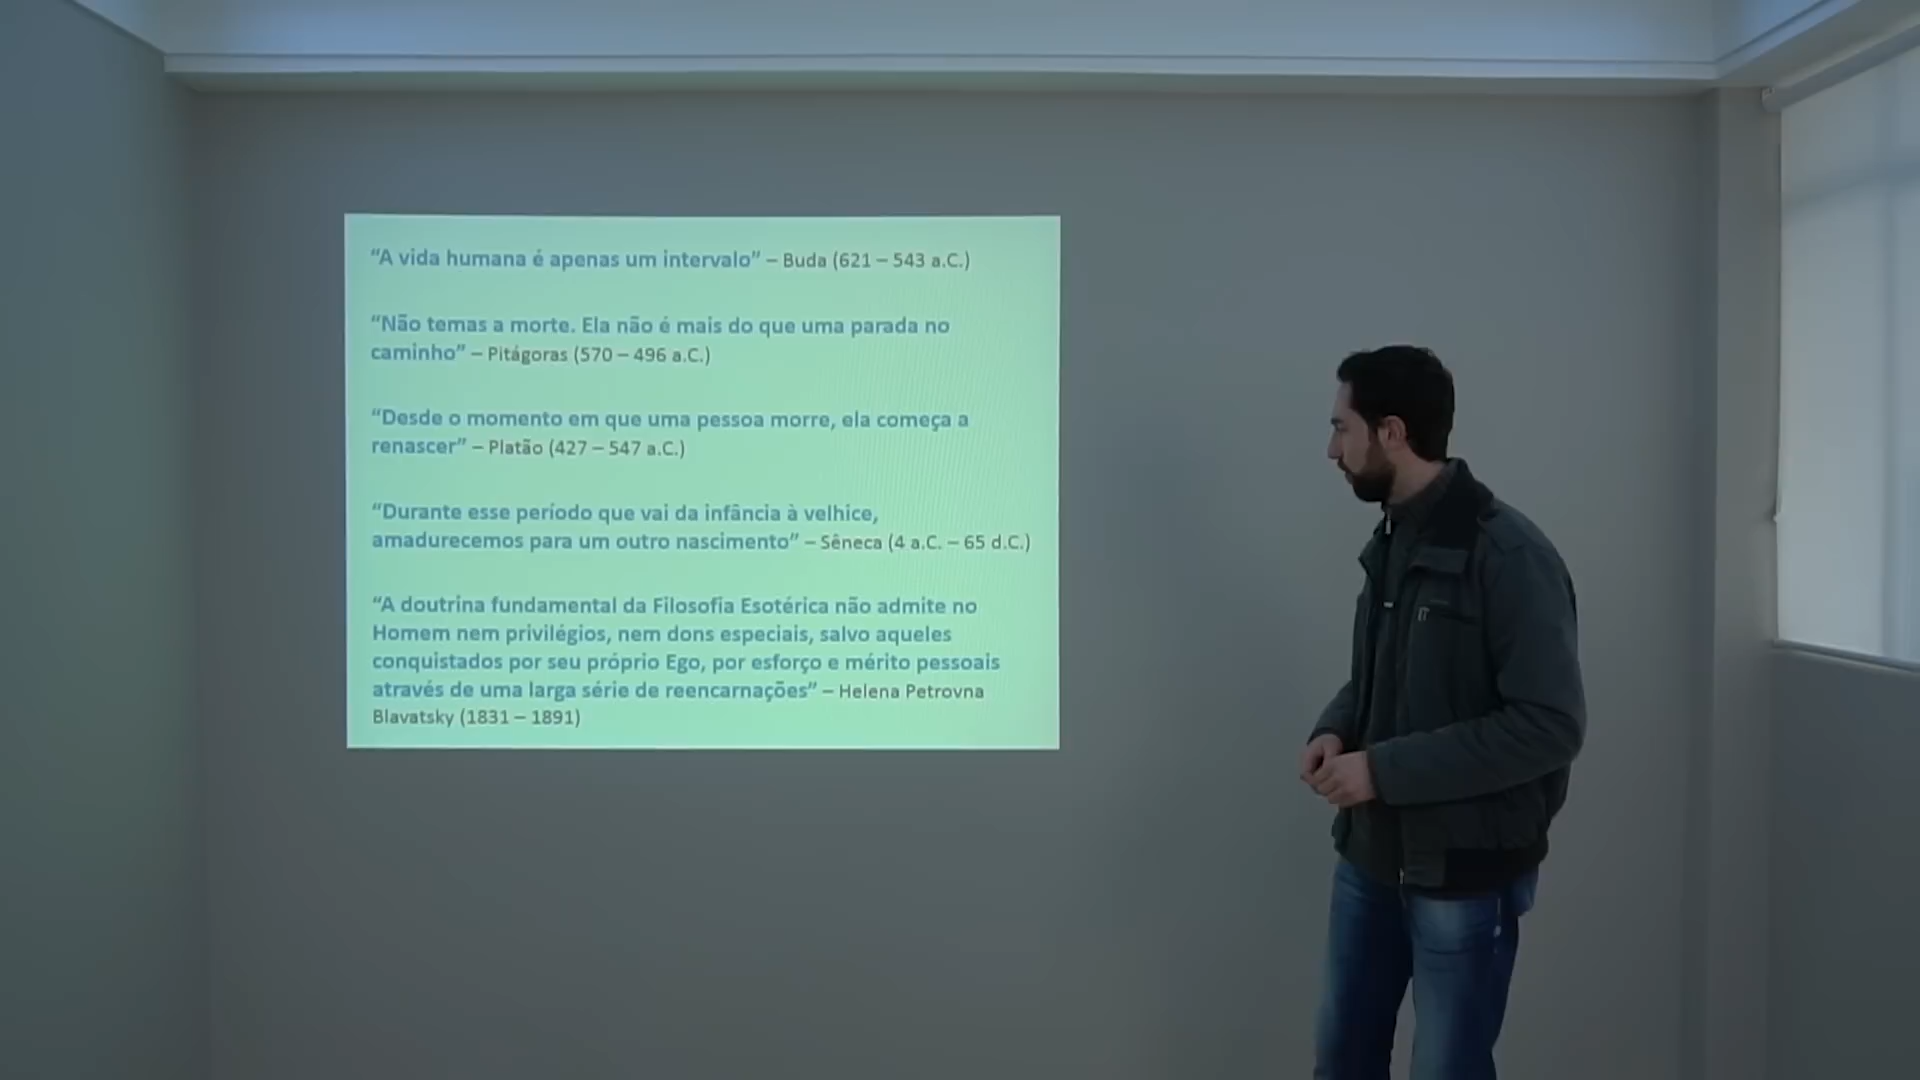 “A vida humana é apenas um intervalo” – Buda (621 – 543 a.C.)
“Não temas a morte. Ela não é mais do que uma parada no
caminho” – Pitágoras (570 – 496 a.C.)
“Desde o momento em que uma pessoa morre, ela começa a
renascer” – Platão (427 – 547 a.C.)
“Durante esse período que vai da infância à velhice,
amadurecemos para um outro nascimento” – Sêneca (4 a.C. – 65 d.C.)
“A doutrina fundamental da Filosofia Esotérica não admite no
Homem nem privilégios, nem dons especiais, salvo aqueles
conquistados por seu próprio Ego, por esforço e mérito pessoais
através de uma larga série de reencarnações” – Helena Petrovna
Blavatsky (1831 – 1891)